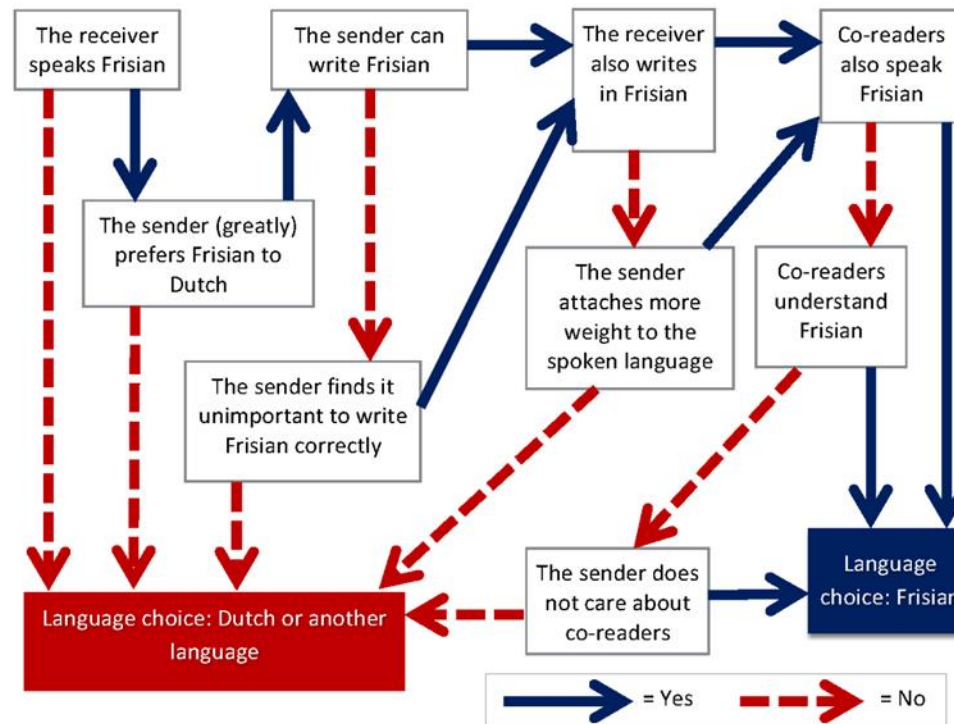 The receiver
speaks Frisian
The sender can
write Frisian
The receiver
also writes
in Frisian
Co-readers
also speak
Frisian
The sender (greatly)
prefers Frisian to
Dutch
The sender
attaches more
weight to the
spoken language
Co-readers
understand
Frisian
The sender finds it
unimportant to write
Frisian correctly
Language choice: Dutch or another
language
The sender does
not care about
co-readers
Language
choice: Frisian
= Yes
= No